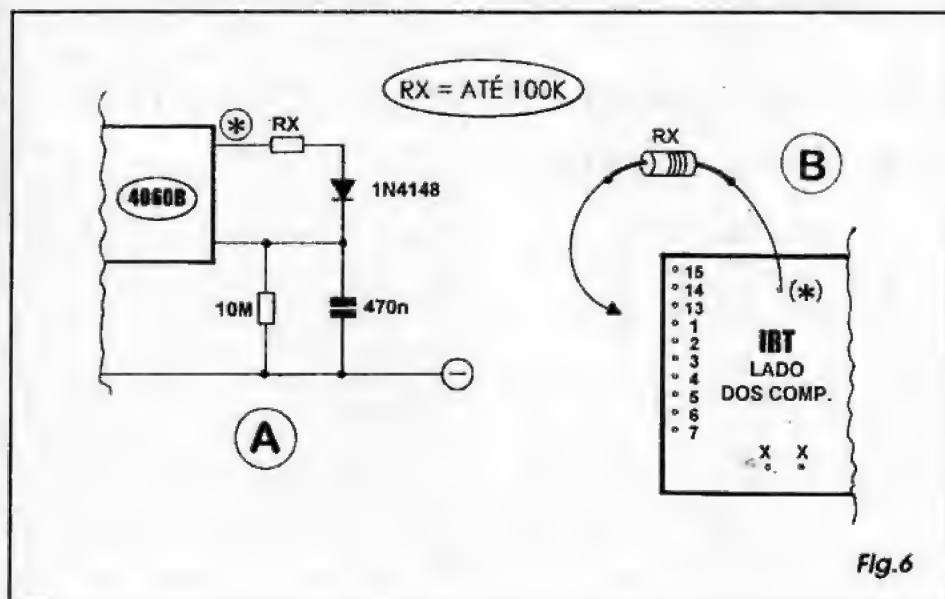 RX = ATÉ 100K
(*)
RX
4060B
1N4148
10M
470n
−
A
RX
B
15
14
13
1
2
3
4
5
6
7
(*)
IRT
LADO
DOS COMP.
X X
Fig.6